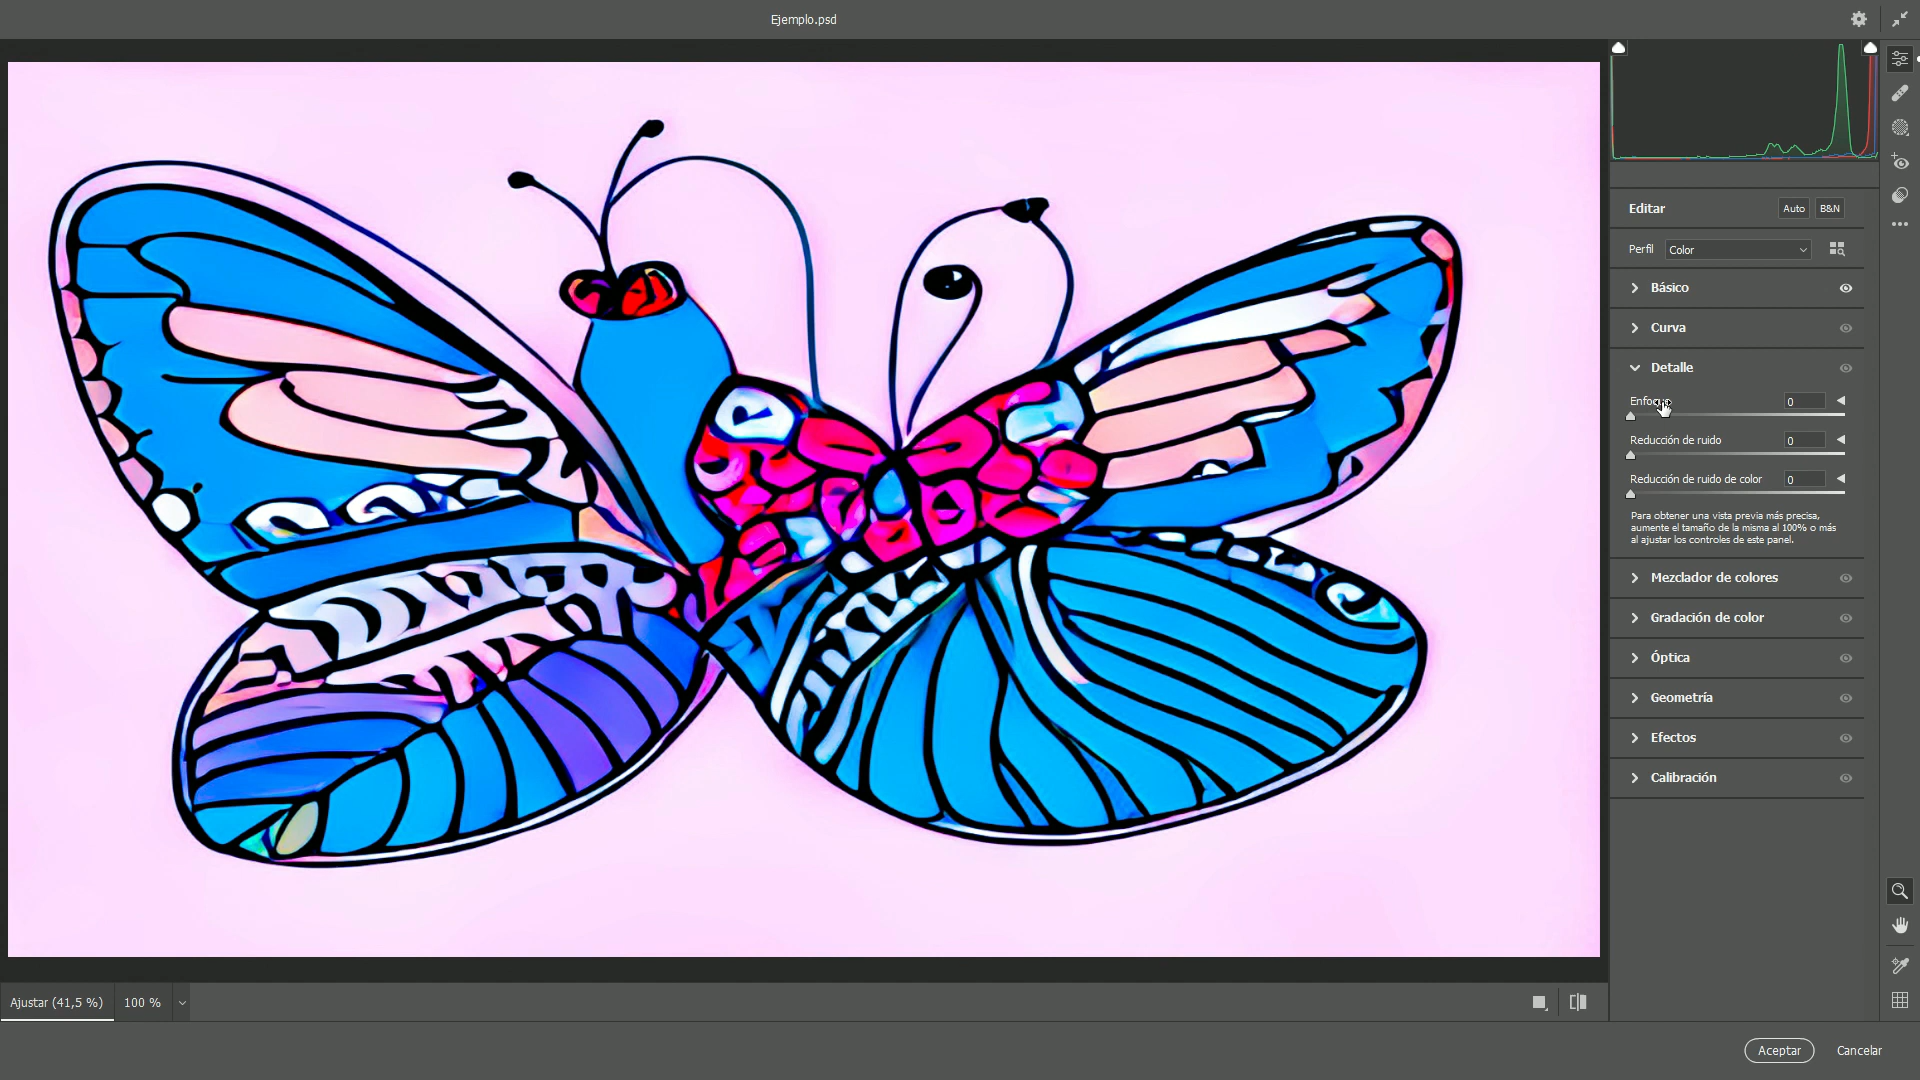 Ejemplo.psd
Editar
Auto
B&N
Perfil
Color
Básico
Curva
Detalle
0
Reducción de ruido
0
Reducción de ruido de color
0
Para obtener una vista previa más precisa,
aumente el tamaño de la misma al 100% o más
al ajustar los controles de este panel.
Mezclador de colores
Gradación de color
Óptica
Geometría
Efectos
Calibración
Ajustar (41,5 %)
100 %
Aceptar
Cancelar